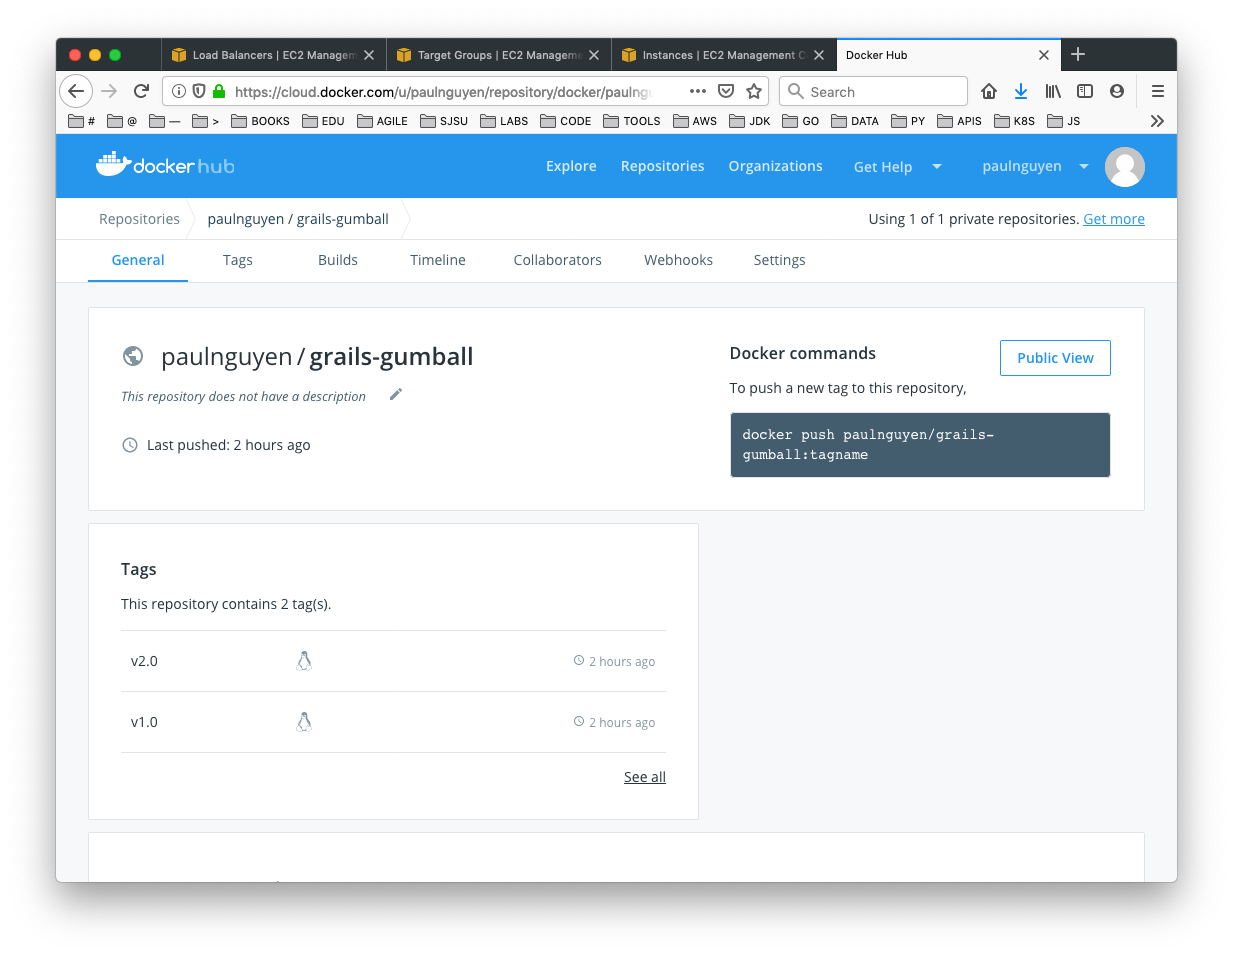 Load Balancers | EC2 Managem
Target Groups | EC2 Manageme
Instances | EC2 Management C
Docker Hub
https://cloud.docker.com/u/paulnguyen/repository/docker/paulng
Search
#
@
—
>
BOOKS
EDU
AGILE
SJSU
LABS
CODE
TOOLS
AWS
JDK
GO
DATA
PY
APIS
K8S
JS
docker hub
Explore
Repositories
Organizations
Get Help
paulnguyen
Repositories
paulnguyen / grails-gumball
Using 1 of 1 private repositories. Get more
General
Tags
Builds
Timeline
Collaborators
Webhooks
Settings
paulnguyen / grails-gumball
This repository does not have a description
Last pushed: 2 hours ago
Docker commands
Public View
To push a new tag to this repository,
docker push paulnguyen/grails-
gumball:tagname
Tags
This repository contains 2 tag(s).
v2.0
2 hours ago
v1.0
2 hours ago
See all